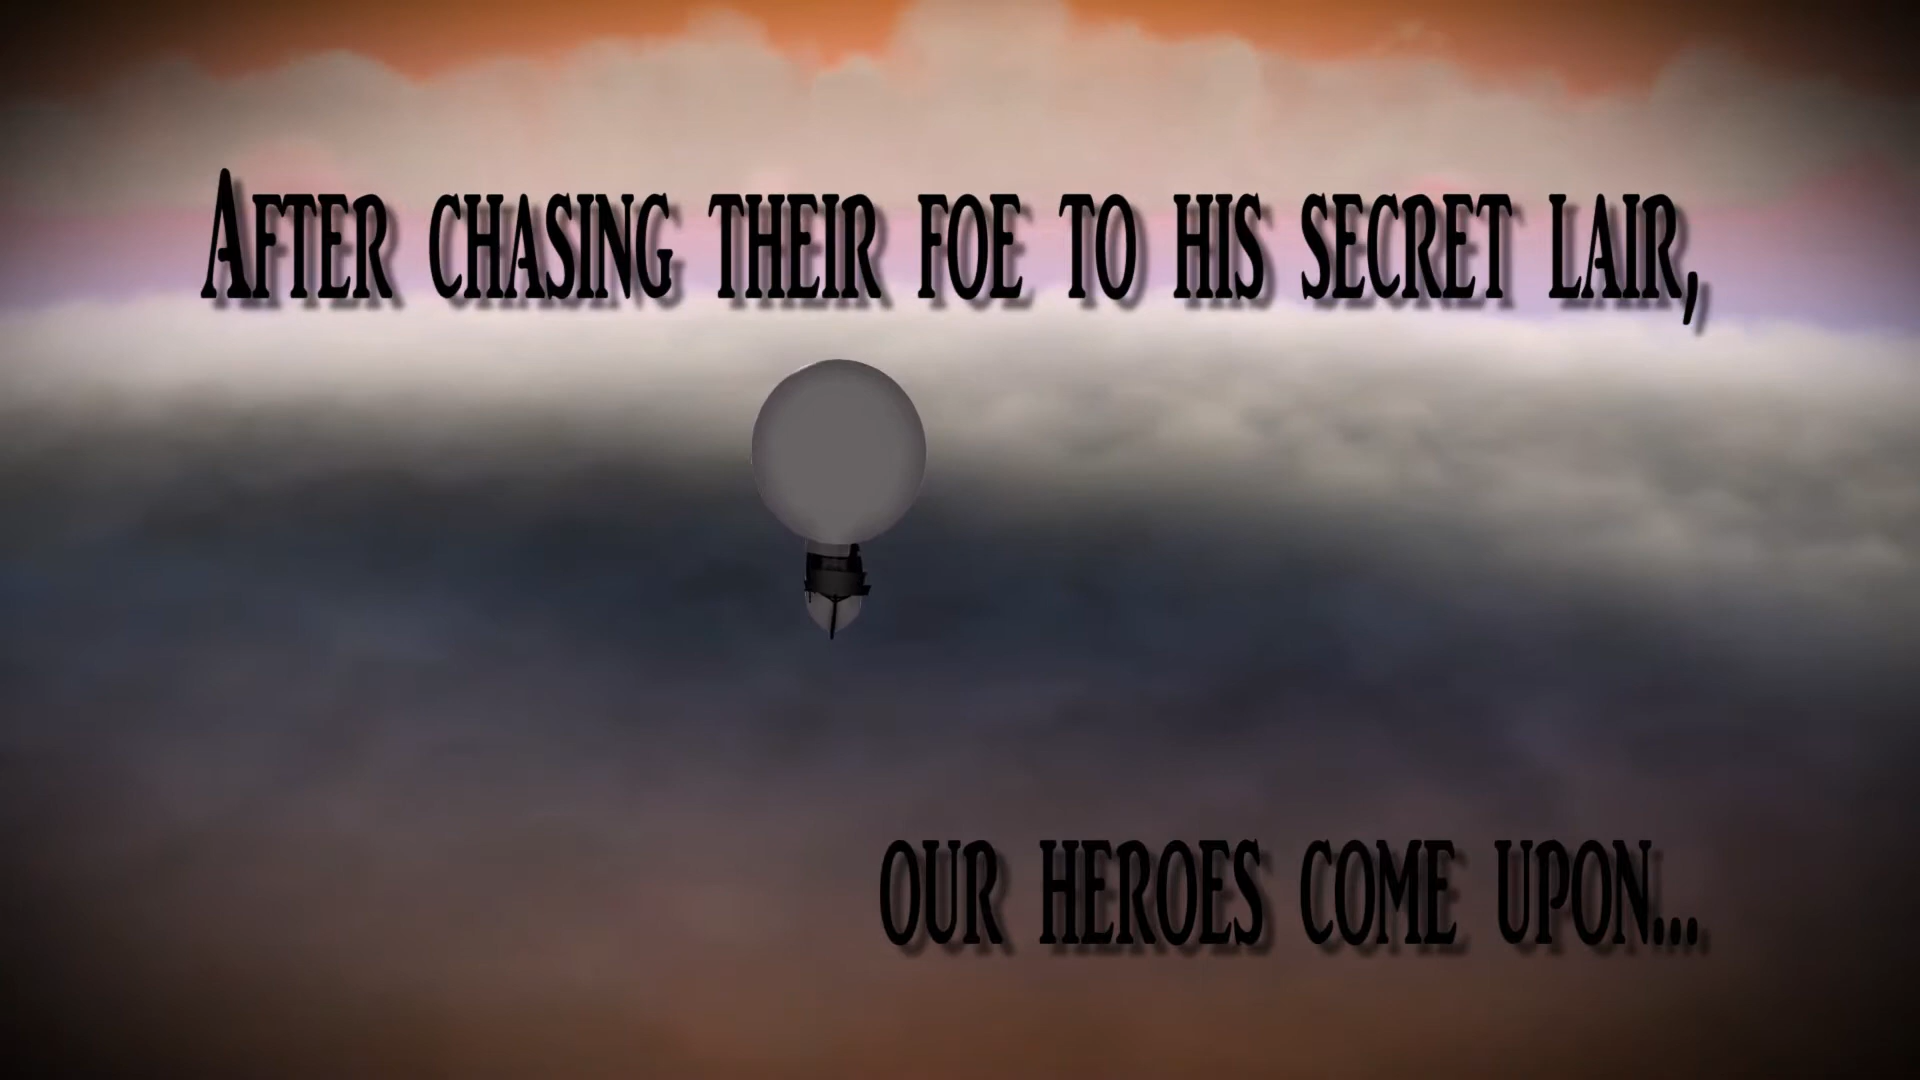 After chasing their foe to his secret lair,
our heroes come upon...